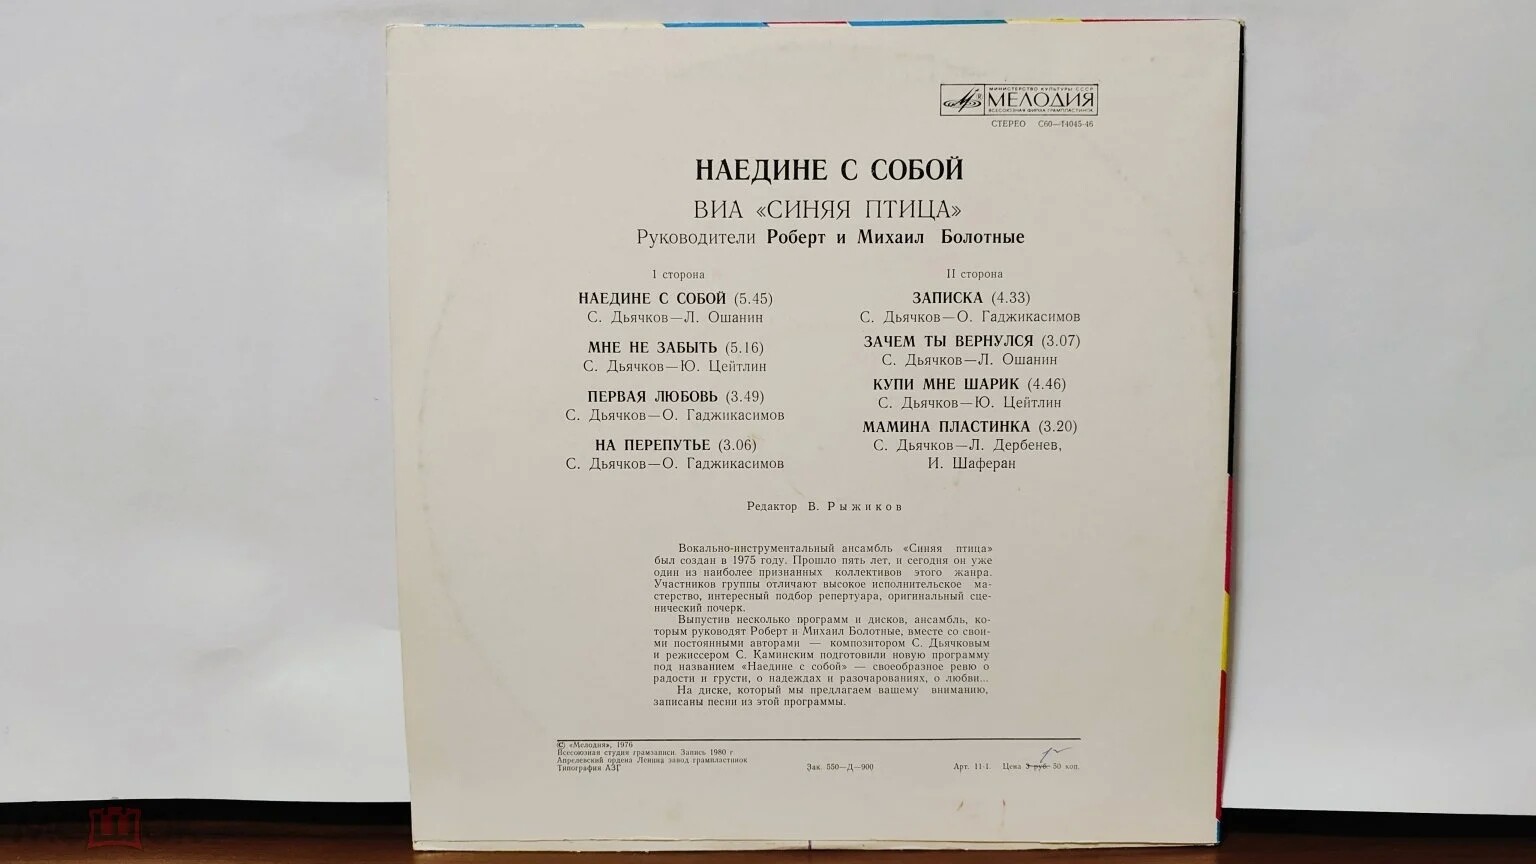 МИНИСТЕРСТВО КУЛЬТУРЫ СССР
МЕЛОДИЯ
ВСЕСОЮЗНАЯ ФИРМА ГРАМПЛАСТИНОК
СТЕРЕО С60—14045-46
НАЕДИНЕ С СОБОЙ
ВИА «СИНЯЯ ПТИЦА»
Руководители Роберт и Михаил Болотные
I сторона
НАЕДИНЕ С СОБОЙ (5.45)
С. Дьячков—Л. Ошанин
МНЕ НЕ ЗАБЫТЬ (5.16)
С. Дьячков—Ю. Цейтлин
ПЕРВАЯ ЛЮБОВЬ (3.49)
С. Дьячков—О. Гаджикасимов
НА ПЕРЕПУТЬЕ (3.06)
С. Дьячков—О. Гаджикасимов
II сторона
ЗАПИСКА (4.33)
С. Дьячков—О. Гаджикасимов
ЗАЧЕМ ТЫ ВЕРНУЛСЯ (3.07)
С. Дьячков—Л. Ошанин
КУПИ МНЕ ШАРИК (4.46)
С. Дьячков—Ю. Цейтлин
МАМИНА ПЛАСТИНКА (3.20)
С. Дьячков—Л. Дербенев,
И. Шаферан
Редактор В. Рыжиков
Вокально-инструментальный ансамбль «Синяя птица»
был создан в 1975 году. Прошло пять лет, и сегодня он уже
один из наиболее признанных коллективов этого жанра.
Участников группы отличают высокое исполнительское ма-
стерство, интересный подбор репертуара, оригинальный сце-
нический почерк.
Выпустив несколько программ и дисков, ансамбль, ко-
торым руководят Роберт и Михаил Болотные, вместе со свои-
ми постоянными авторами — композитором С. Дьячковым
и режиссером С. Каминским подготовили новую программу
под названием «Наедине с собой» — своеобразное ревю о
радости и грусти, о надеждах и разочарованиях, о любви...
На диске, который мы предлагаем вашему вниманию,
записаны песни из этой программы.
© «Мелодия», 1976
Всесоюзная студия грамзаписи. Запись 1980 г
Апрелевский ордена Ленина завод грампластинок
Типография АЗГ
Зак. 550—Д—900
Арт. 11-1. Цена 3 руб. 50 коп.